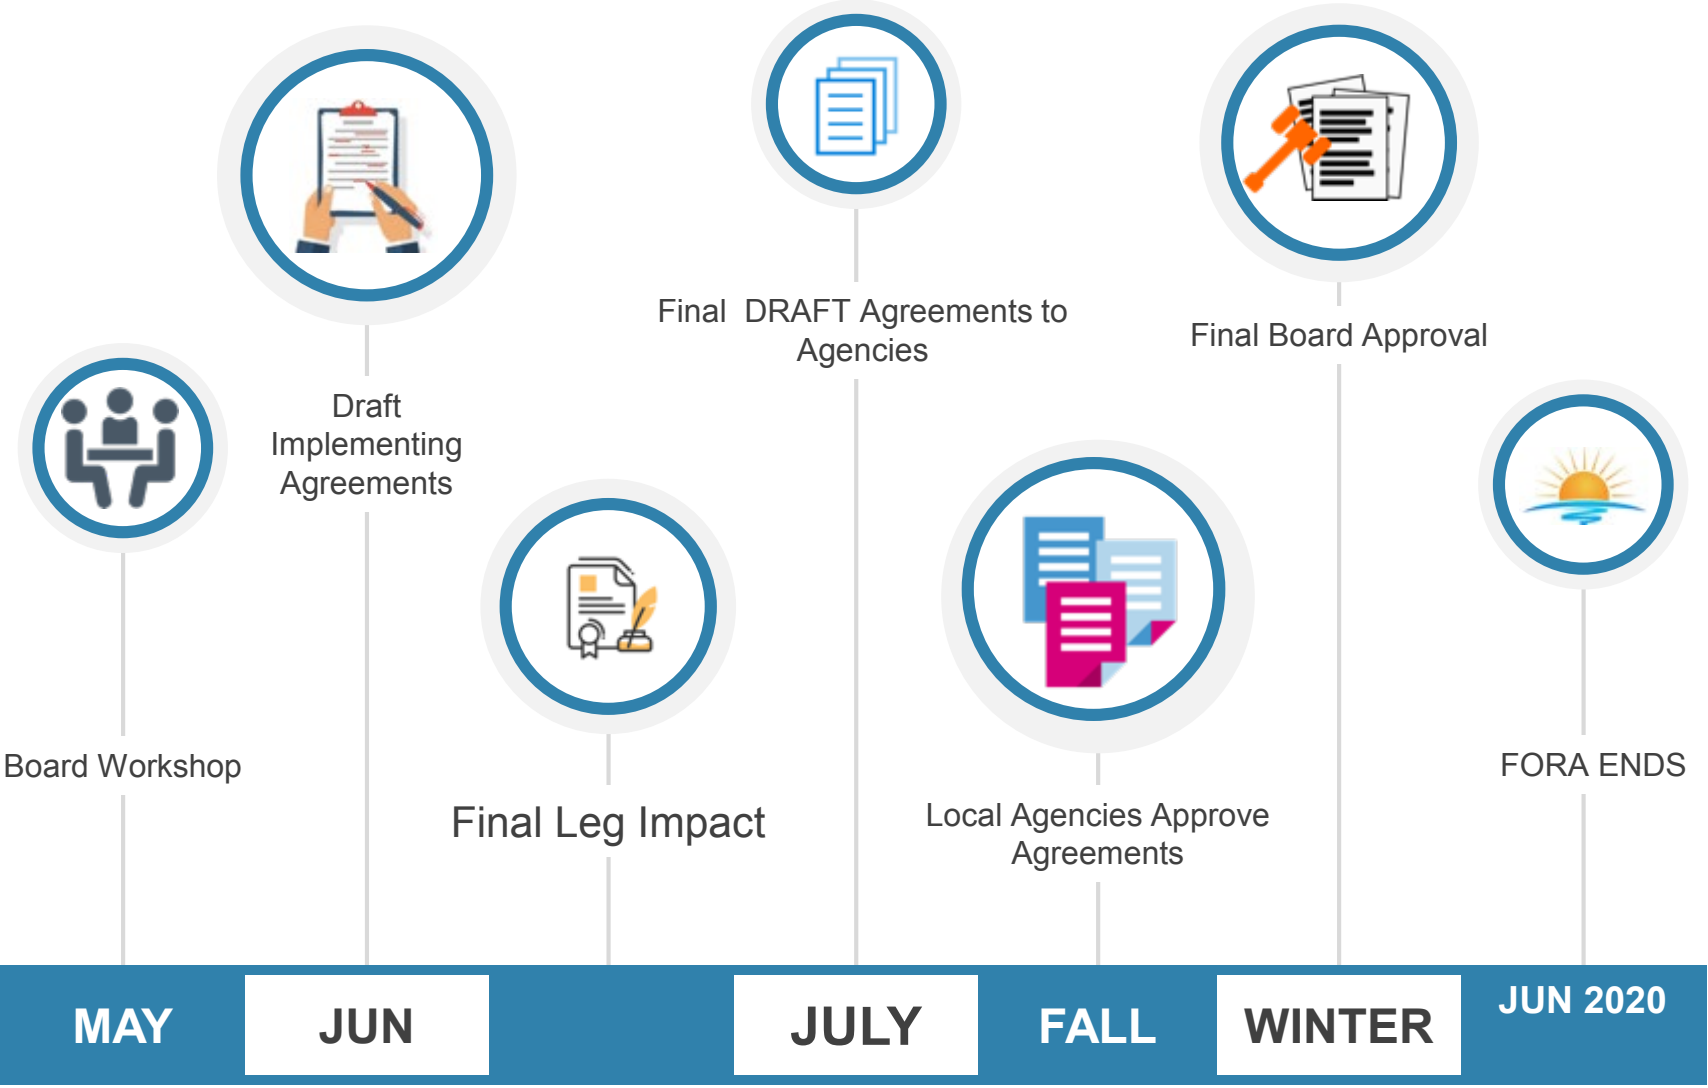 Board Workshop
Draft
Implementing
Agreements
Final Leg Impact
Final DRAFT Agreements to
Agencies
Local Agencies Approve
Agreements
Final Board Approval
FORA ENDS
MAY
JUN
JULY
FALL
WINTER
JUN 2020